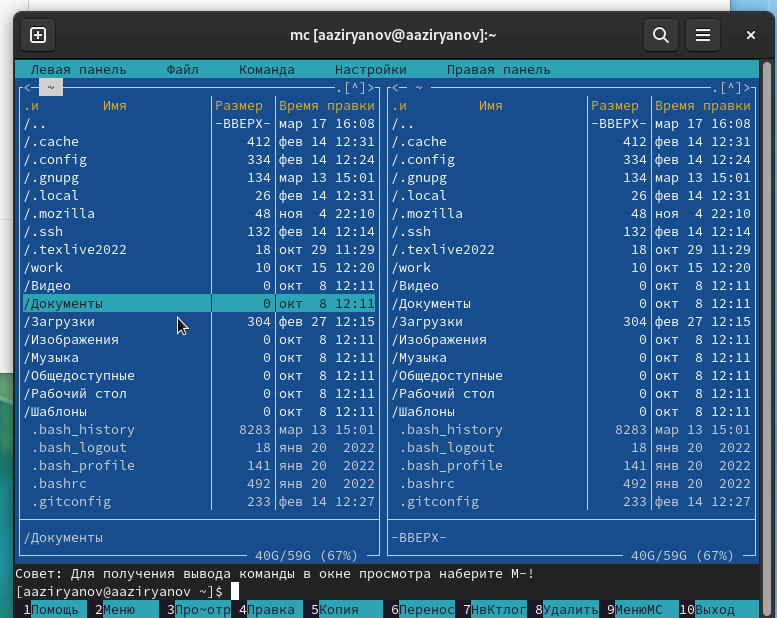 mc [aaziryanov@aaziryanov]:~
Левая панель Файл Команда Настройки Правая панель
<─ ~ .[^]> <─ ~ .[^]>
.и Имя Размер Время правки .и Имя Размер Время правки
/.. -ВВЕРХ- мар 17 16:08 /.. -ВВЕРХ- мар 17 16:08
/.cache 412 фев 14 12:31 /.cache 412 фев 14 12:31
/.config 334 фев 14 12:24 /.config 334 фев 14 12:24
/.gnupg 134 мар 13 15:01 /.gnupg 134 мар 13 15:01
/.local 26 фев 14 12:31 /.local 26 фев 14 12:31
/.mozilla 48 ноя 4 22:10 /.mozilla 48 ноя 4 22:10
/.ssh 132 фев 14 12:14 /.ssh 132 фев 14 12:14
/.texlive2022 18 окт 29 11:29 /.texlive2022 18 окт 29 11:29
/work 10 окт 15 12:20 /work 10 окт 15 12:20
/Видео 0 окт 8 12:11 /Видео 0 окт 8 12:11
/Документы 0 окт 8 12:11 /Документы 0 окт 8 12:11
/Загрузки 304 фев 27 12:15 /Загрузки 304 фев 27 12:15
/Изображения 0 окт 8 12:11 /Изображения 0 окт 8 12:11
/Музыка 0 окт 8 12:11 /Музыка 0 окт 8 12:11
/Общедоступные 0 окт 8 12:11 /Общедоступные 0 окт 8 12:11
/Рабочий стол 0 окт 8 12:11 /Рабочий стол 0 окт 8 12:11
/Шаблоны 0 окт 8 12:11 /Шаблоны 0 окт 8 12:11
.bash_history 8283 мар 13 15:01 .bash_history 8283 мар 13 15:01
.bash_logout 18 янв 20 2022 .bash_logout 18 янв 20 2022
.bash_profile 141 янв 20 2022 .bash_profile 141 янв 20 2022
.bashrc 492 янв 20 2022 .bashrc 492 янв 20 2022
.gitconfig 233 фев 14 12:27 .gitconfig 233 фев 14 12:27
/Документы -ВВЕРХ-
40G/59G (67%) 40G/59G (67%)
Совет: Для получения вывода команды в окне просмотра наберите M-!
[aaziryanov@aaziryanov ~]$
1Помощь 2Меню 3Про~отр 4Правка 5Копия 6Перенос 7НвКтлог 8Удалить 9МенюМС 10Выход